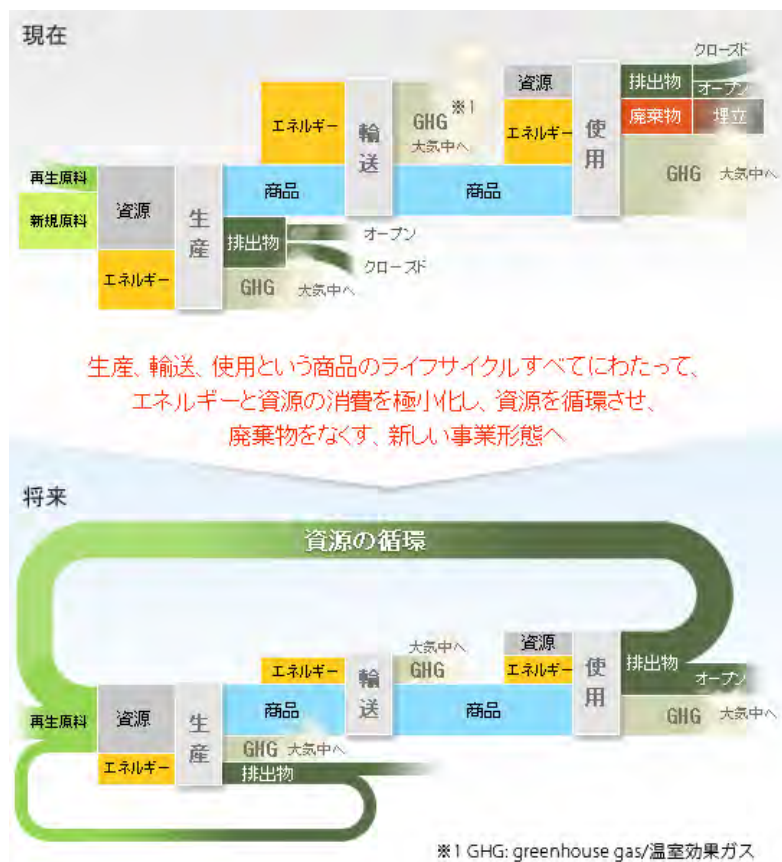 現在
クローズド
資源
排出物
オープン
エネルギー
輸送
GHG ※1
大気中へ
エネルギー
使用
廃棄物
埋立
再生原料
資源
生産
商品
商品
GHG 大気中へ
新規原料
排出物
オープン
クローズド
エネルギー
GHG 大気中へ
生産、輸送、使用という商品のライフサイクルすべてにわたって、
エネルギーと資源の消費を極小化し、資源を循環させ、
廃棄物をなくす、新しい事業形態へ
将来
資源の循環
大気中へ
資源
エネルギー
輸送
GHG
エネルギー
使用
排出物
オープン
再生原料
資源
生産
商品
商品
GHG 大気中へ
GHG 大気中へ
エネルギー
排出物
※1 GHG: greenhouse gas/温室効果ガス